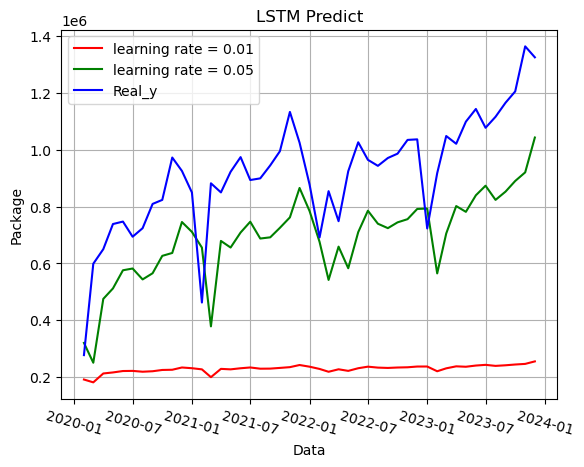 LSTM Predict
1e6
learning rate = 0.01
learning rate = 0.05
Real_y
1.4
1.2
1.0
0.8
0.6
0.4
0.2
Package
2020-01
2020-07
2021-01
2021-07
2022-01
2022-07
2023-01
2023-07
2024-01
Data